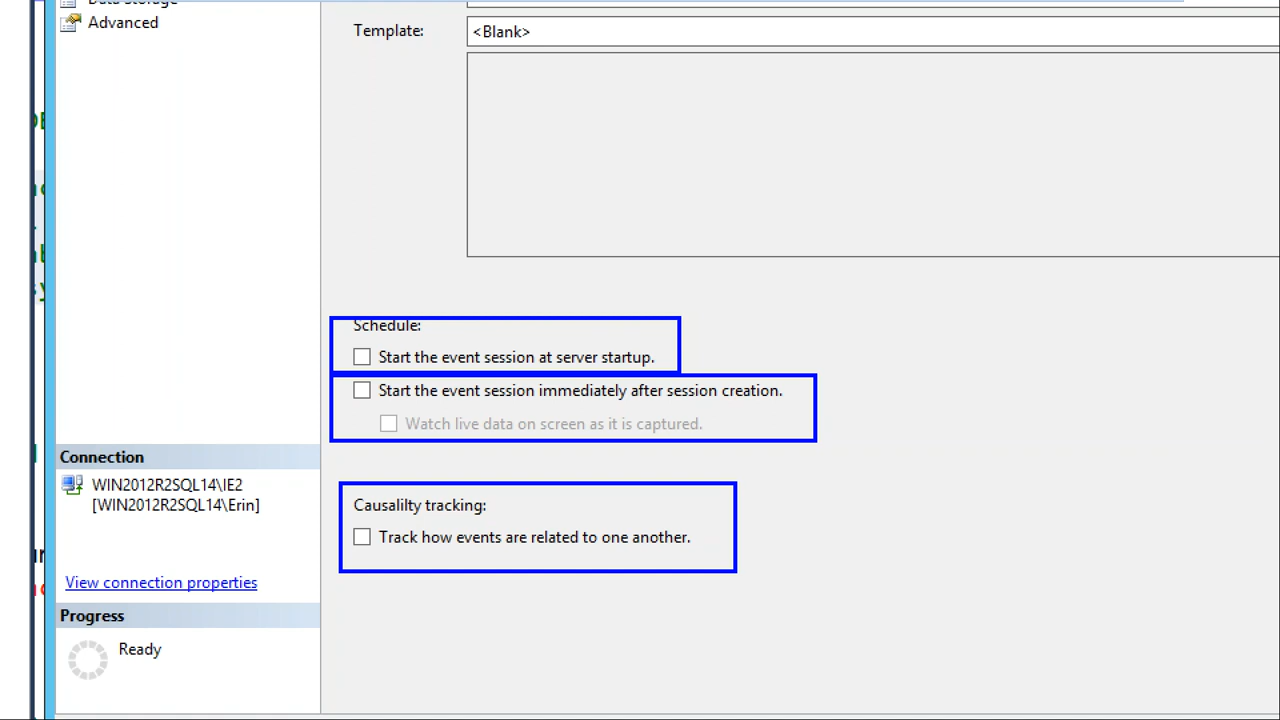 Data Storage
Advanced
Template:
<Blank>
Schedule:
Start the event session at server startup.
Start the event session immediately after session creation.
Watch live data on screen as it is captured.
Causalilty tracking:
Track how events are related to one another.
Connection
WIN2012R2SQL14\IE2
[WIN2012R2SQL14\Erin]
View connection properties
Progress
Ready